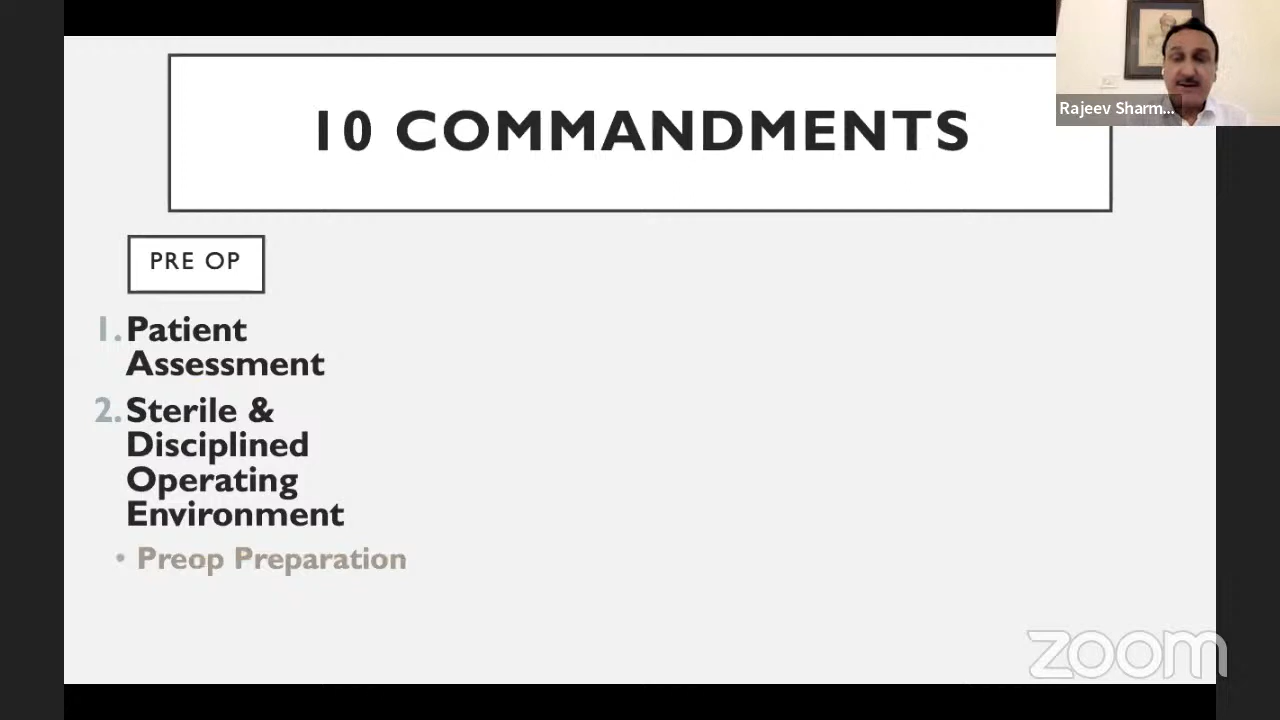 10 COMMANDMENTS
Rajeev Sharm...
PRE OP
1. Patient
Assessment
2. Sterile &
Disciplined
Operating
Environment
• Preop Preparation
zoom